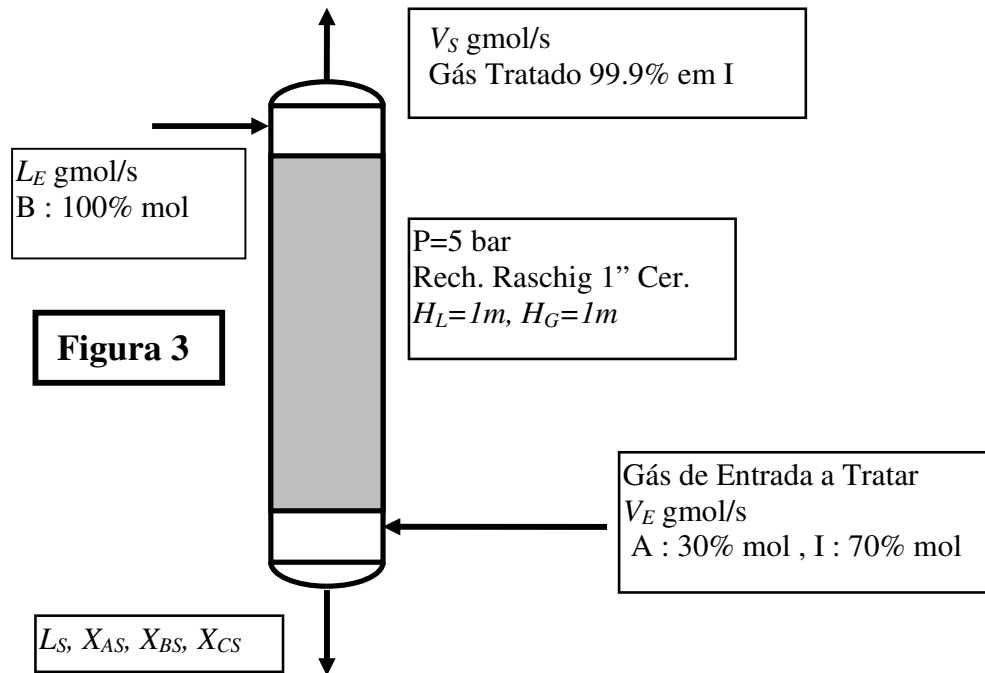 V_S gmol/s
Gás Tratado 99.9% em I
L_E gmol/s
B : 100% mol
P=5 bar
Rech. Raschig 1” Cer.
H_L=1m, H_G=1m
Figura 3
Gás de Entrada a Tratar
V_E gmol/s
A : 30% mol , I : 70% mol
L_S, X_AS, X_BS, X_CS